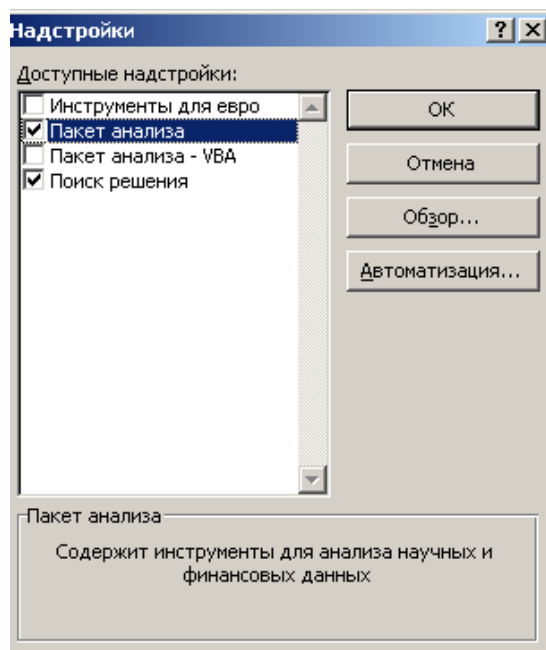 Надстройки
Доступные надстройки:
Инструменты для евро
Пакет анализа
Пакет анализа - VBA
Поиск решения
ОК
Отмена
Обзор...
Автоматизация...
Пакет анализа
Содержит инструменты для анализа научных и
финансовых данных